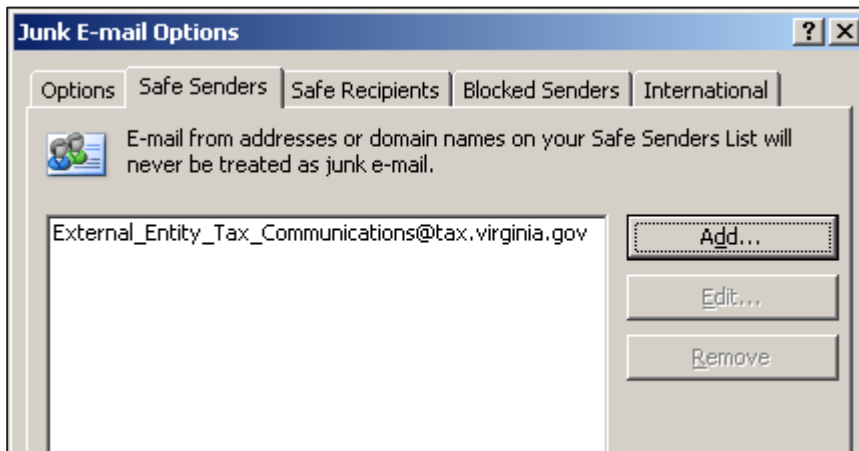 Junk E-mail Options
Options Safe Senders Safe Recipients Blocked Senders International
E-mail from addresses or domain names on your Safe Senders List will
never be treated as junk e-mail.
External_Entity_Tax_Communications@tax.virginia.gov
Add...
Edit...
Remove